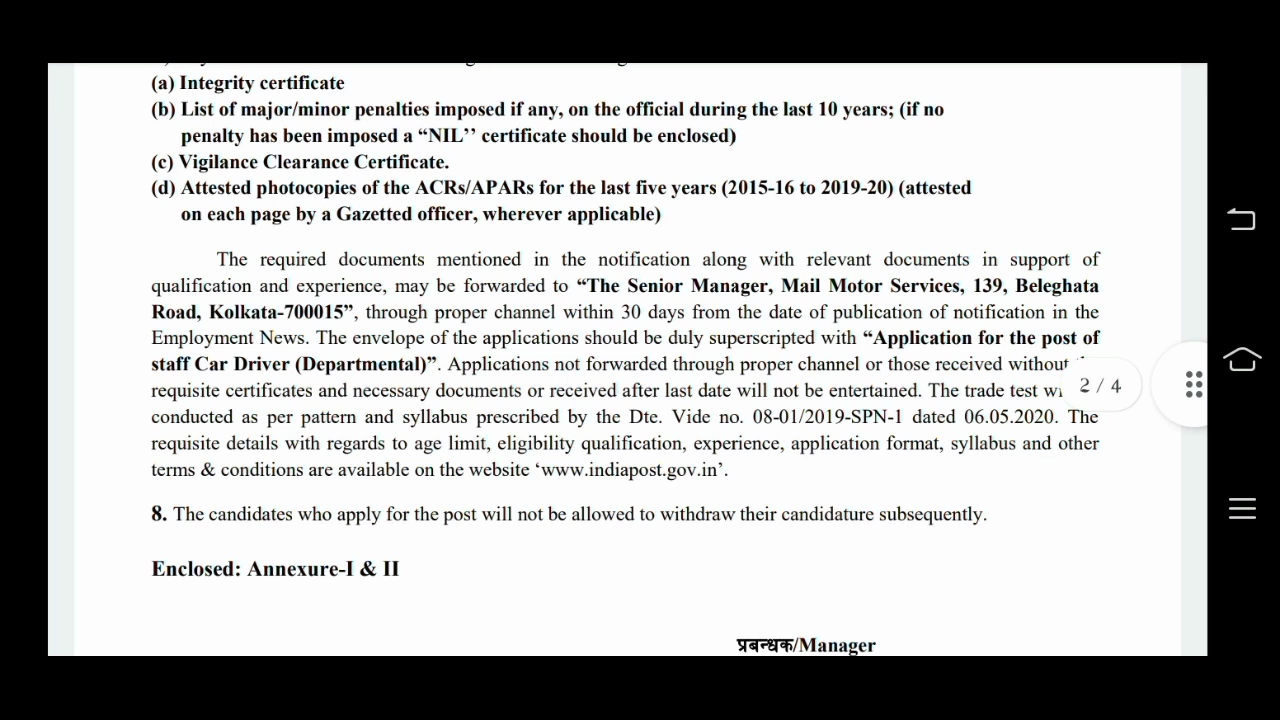 (a) Integrity certificate
(b) List of major/minor penalties imposed if any, on the official during the last 10 years; (if no
penalty has been imposed a “NIL’’ certificate should be enclosed)
(c) Vigilance Clearance Certificate.
(d) Attested photocopies of the ACRs/APARs for the last five years (2015-16 to 2019-20) (attested
on each page by a Gazetted officer, wherever applicable)
The required documents mentioned in the notification along with relevant documents in support of
qualification and experience, may be forwarded to “The Senior Manager, Mail Motor Services, 139, Beleghata
Road, Kolkata-700015”, through proper channel within 30 days from the date of publication of notification in the
Employment News. The envelope of the applications should be duly superscripted with “Application for the post of
staff Car Driver (Departmental)”. Applications not forwarded through proper channel or those received without
requisite certificates and necessary documents or received after last date will not be entertained. The trade test
2 / 4
conducted as per pattern and syllabus prescribed by the Dte. Vide no. 08-01/2019-SPN-1 dated 06.05.2020. The
requisite details with regards to age limit, eligibility qualification, experience, application format, syllabus and other
terms & conditions are available on the website ‘www.indiapost.gov.in’.
8. The candidates who apply for the post will not be allowed to withdraw their candidature subsequently.
Enclosed: Annexure-I & II
प्रबन्धक/Manager